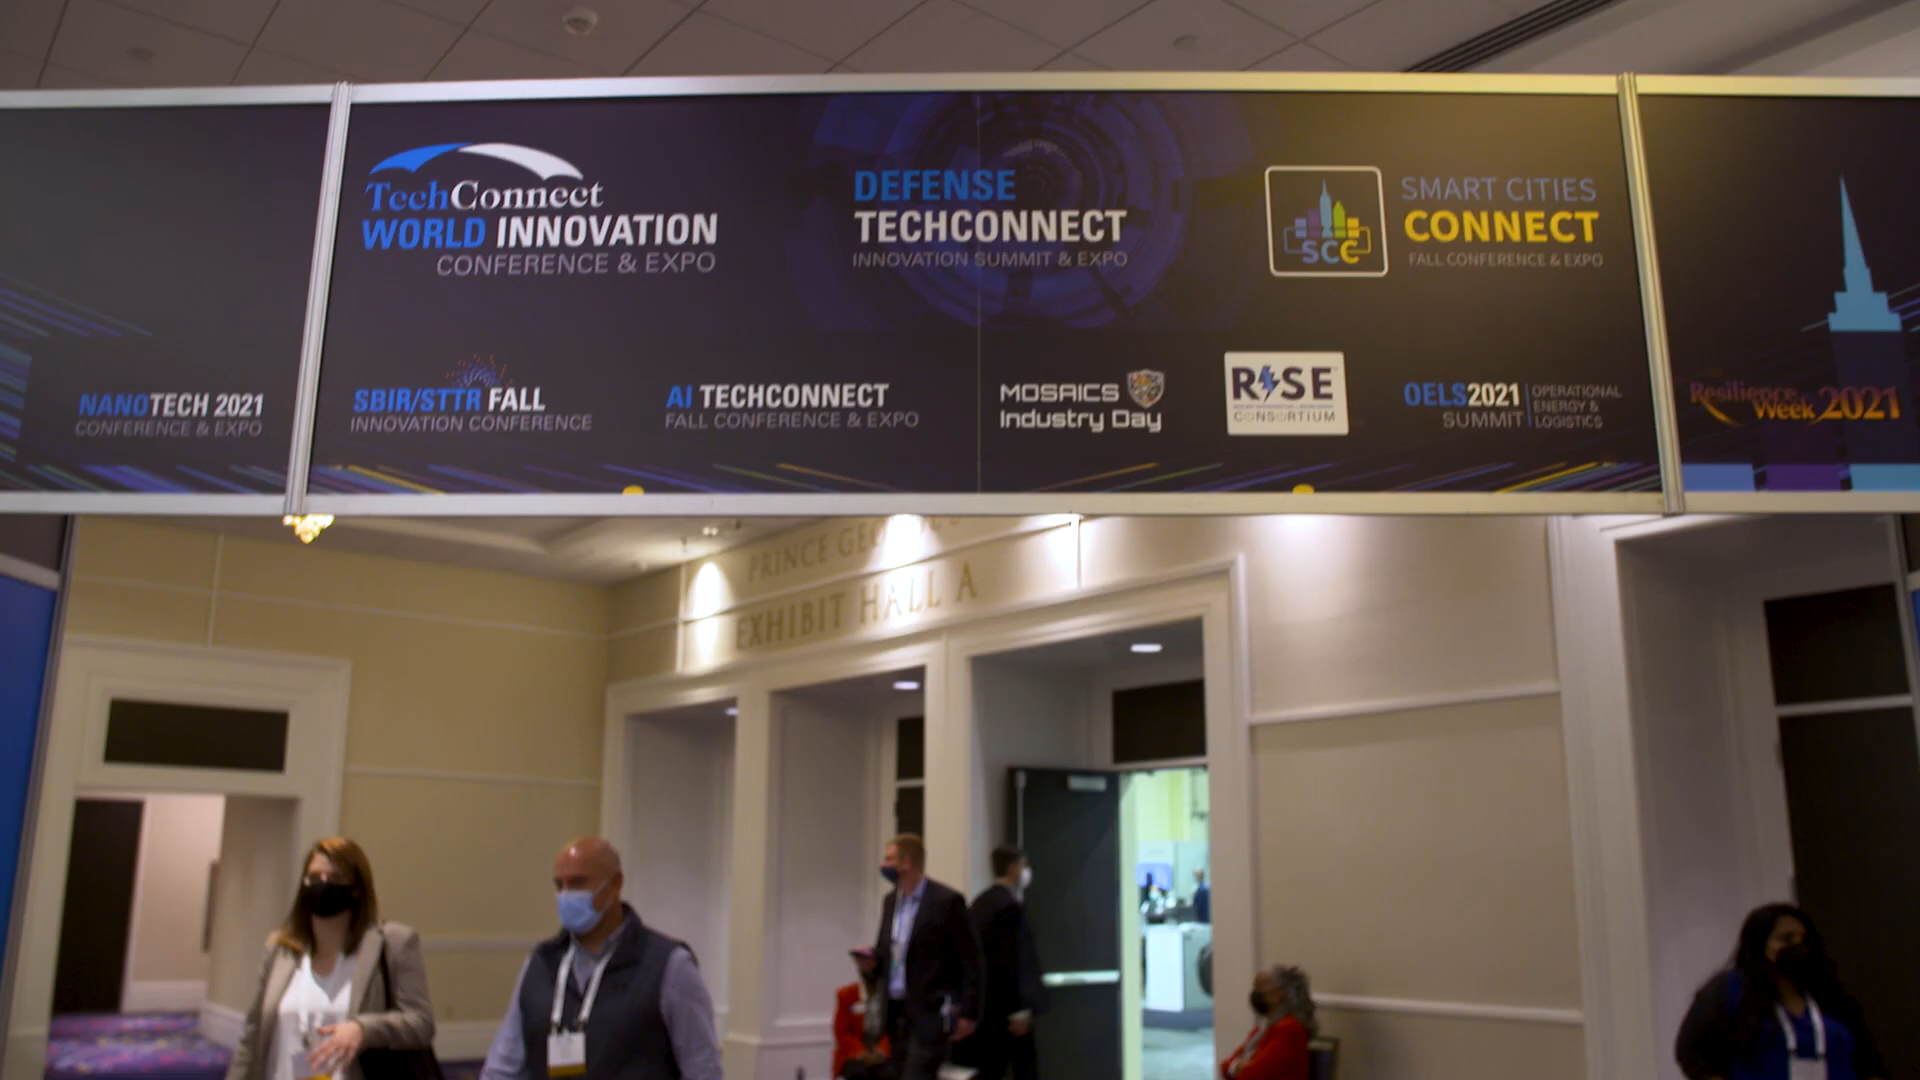 TechConnect
WORLD INNOVATION
CONFERENCE & EXPO
DEFENSE
TECHCONNECT
INNOVATION SUMMIT & EXPO
SCC
SMART CITIES
CONNECT
FALL CONFERENCE & EXPO
NANOTECH 2021
CONFERENCE & EXPO
SBIR/STTR FALL
INNOVATION CONFERENCE
AI TECHCONNECT
FALL CONFERENCE & EXPO
MOSAICS
Industry Day
RISE
CONSORTIUM
OELS2021
SUMMIT
OPERATIONAL
ENERGY &
LOGISTICS
Resilience
Week 2021
PRINCE GEORGE'S
EXHIBIT HALL A